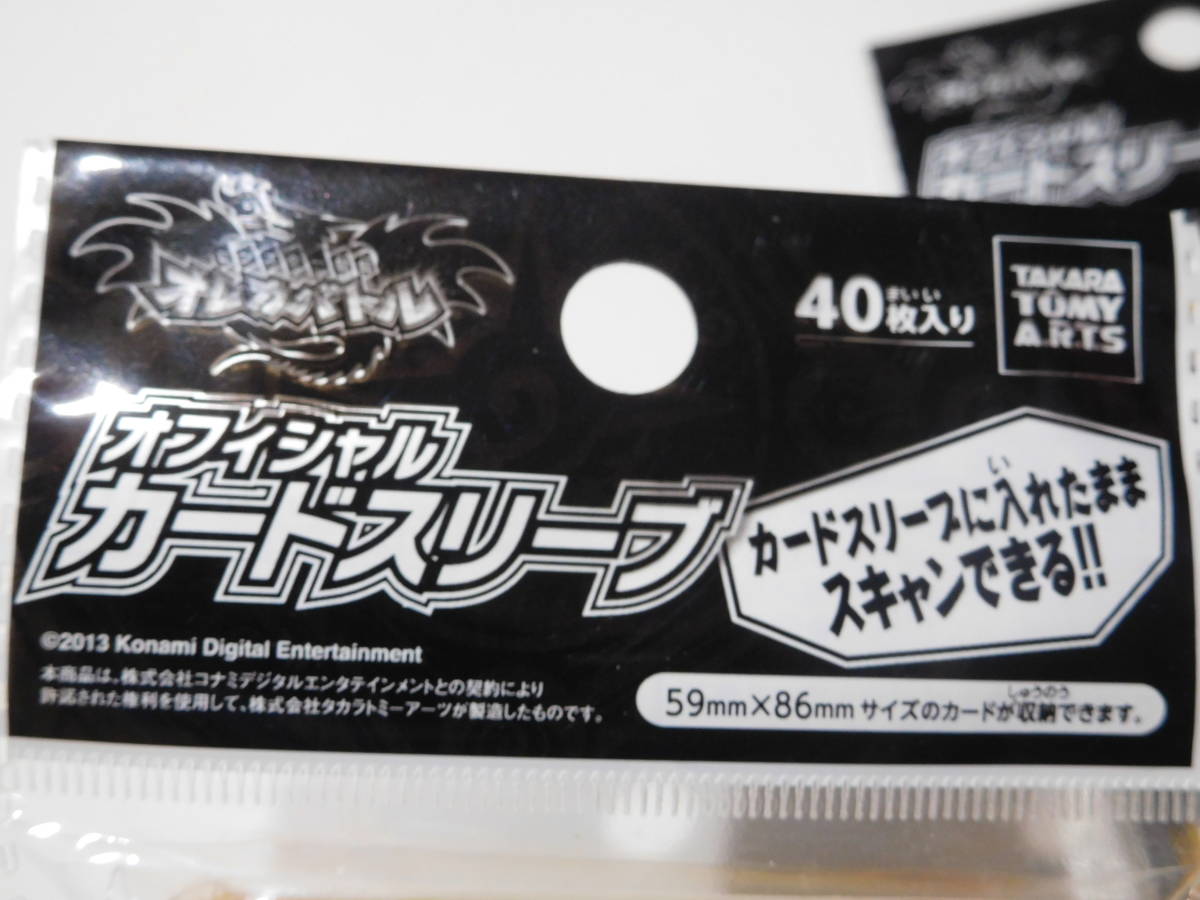 オレカバトル
40枚入り
まいい
TAKARA
TOMY
A.R.T.S
オフィシャル
カードスリーブ
い
カードスリーブに入れたまま
スキャンできる!!
©2013 Konami Digital Entertainment
本商品は、株式会社コナミデジタルエンタテインメントとの契約により
許諾された権利を使用して、株式会社タカラトミーアーツが製造したものです。
しゅうのう
59mm×86mm サイズのカードが収納できます。
オフィシャル
カードスリー